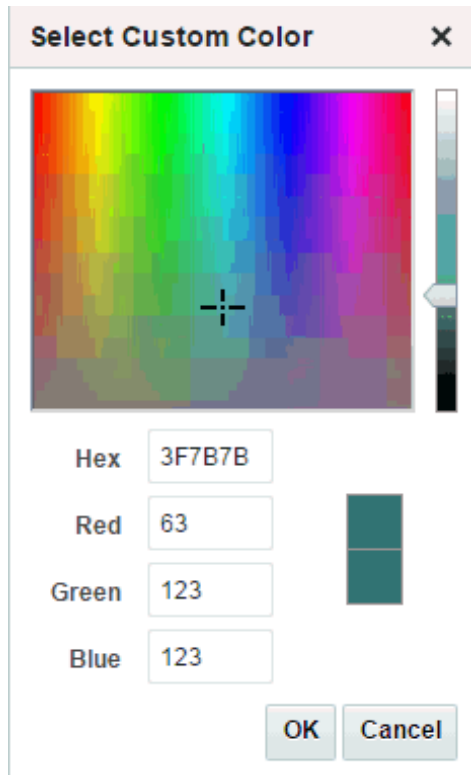 Select Custom Color
Hex 3F7B7B
Red 63
Green 123
Blue 123
OK Cancel